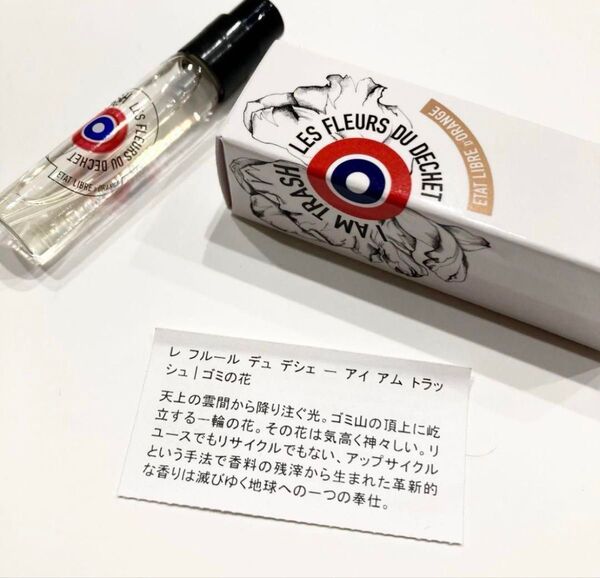 LES FLEURS DU DECHET
ETAT LIBRE D'ORANGE
LES FLEURS DU DECHET
I AM TRASH
ETAT LIBRE D'ORANGE
レ フルール デュ デシェ ー アイ アム トラッ
シュ | ゴミの花
天上の雲間から降り注ぐ光。ゴミ山の頂上に屹
立する一輪の花。その花は気高く神々しい。リ
ユースでもリサイクルでもない、アップサイクル
という手法で香料の残滓から生まれた革新的
な香りは滅びゆく地球への一つの奉仕。